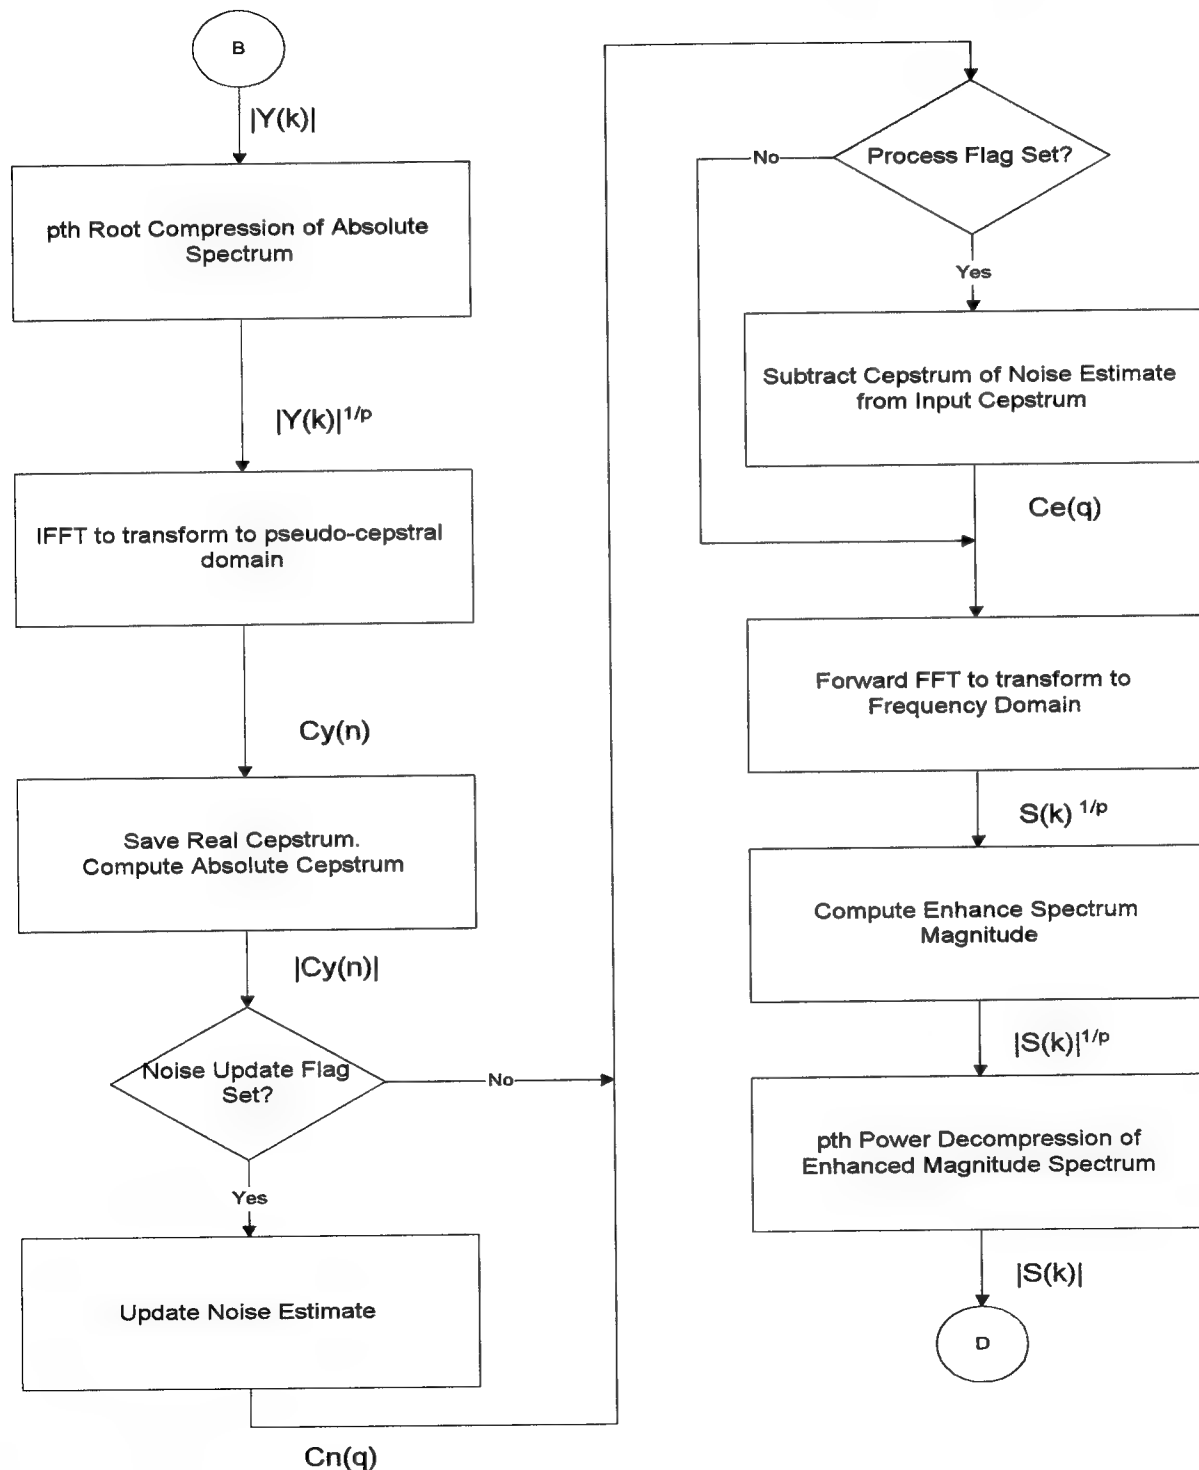 B
|Y(k)|
pth Root Compression of Absolute
Spectrum
|Y(k)|^1/p
IFFT to transform to pseudo-cepstral
domain
Cy(n)
Save Real Cepstrum.
Compute Absolute Cepstrum
|Cy(n)|
Noise Update Flag
Set?
No
Yes
Update Noise Estimate
Cn(q)
Process Flag Set?
No
Yes
Subtract Cepstrum of Noise Estimate
from Input Cepstrum
Ce(q)
Forward FFT to transform to
Frequency Domain
S(k) ^1/p
Compute Enhance Spectrum
Magnitude
|S(k)|^1/p
pth Power Decompression of
Enhanced Magnitude Spectrum
|S(k)|
D